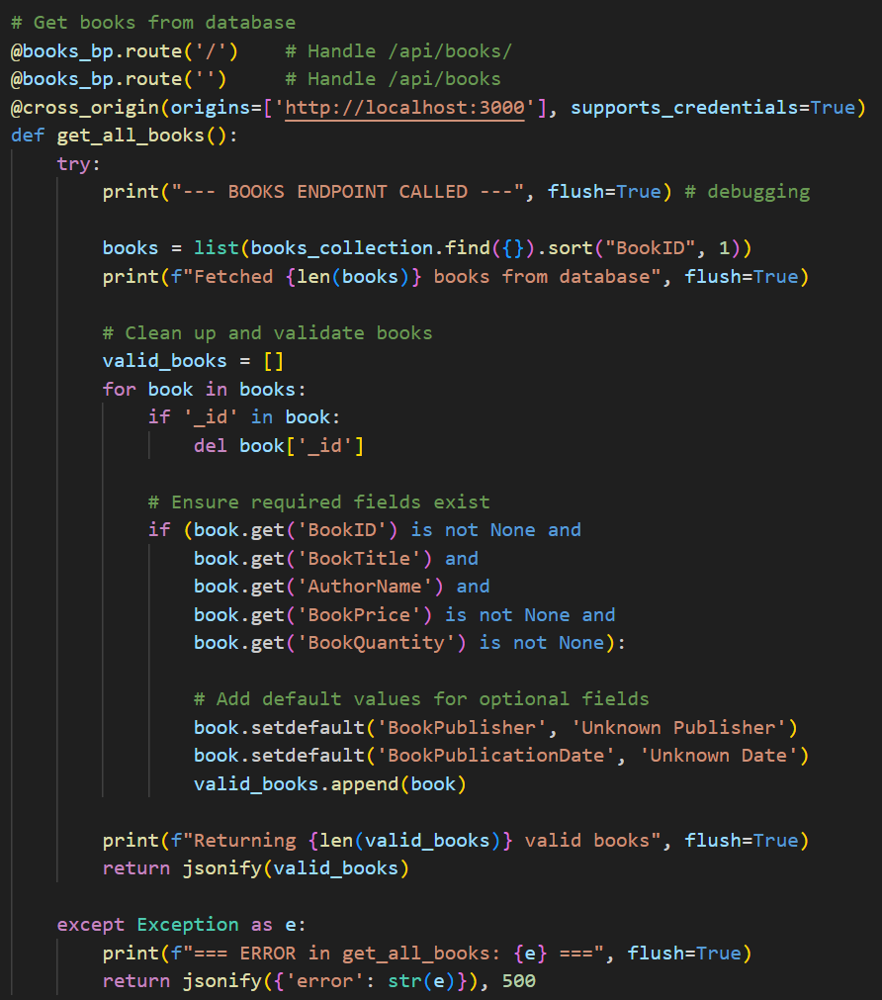 # Get books from database
@books_bp.route('/')    # Handle /api/books/
@books_bp.route('')     # Handle /api/books
@cross_origin(origins=['http://localhost:3000'], supports_credentials=True)
def get_all_books():
    try:
        print("--- BOOKS ENDPOINT CALLED ---", flush=True) # debugging

        books = list(books_collection.find({}).sort("BookID", 1))
        print(f"Fetched {len(books)} books from database", flush=True)

        # Clean up and validate books
        valid_books = []
        for book in books:
            if '_id' in book:
                del book['_id']

            # Ensure required fields exist
            if (book.get('BookID') is not None and
                book.get('BookTitle') and
                book.get('AuthorName') and
                book.get('BookPrice') is not None and
                book.get('BookQuantity') is not None):

                # Add default values for optional fields
                book.setdefault('BookPublisher', 'Unknown Publisher')
                book.setdefault('BookPublicationDate', 'Unknown Date')
                valid_books.append(book)

        print(f"Returning {len(valid_books)} valid books", flush=True)
        return jsonify(valid_books)

    except Exception as e:
        print(f"=== ERROR in get_all_books: {e} ===", flush=True)
        return jsonify({'error': str(e)}), 500